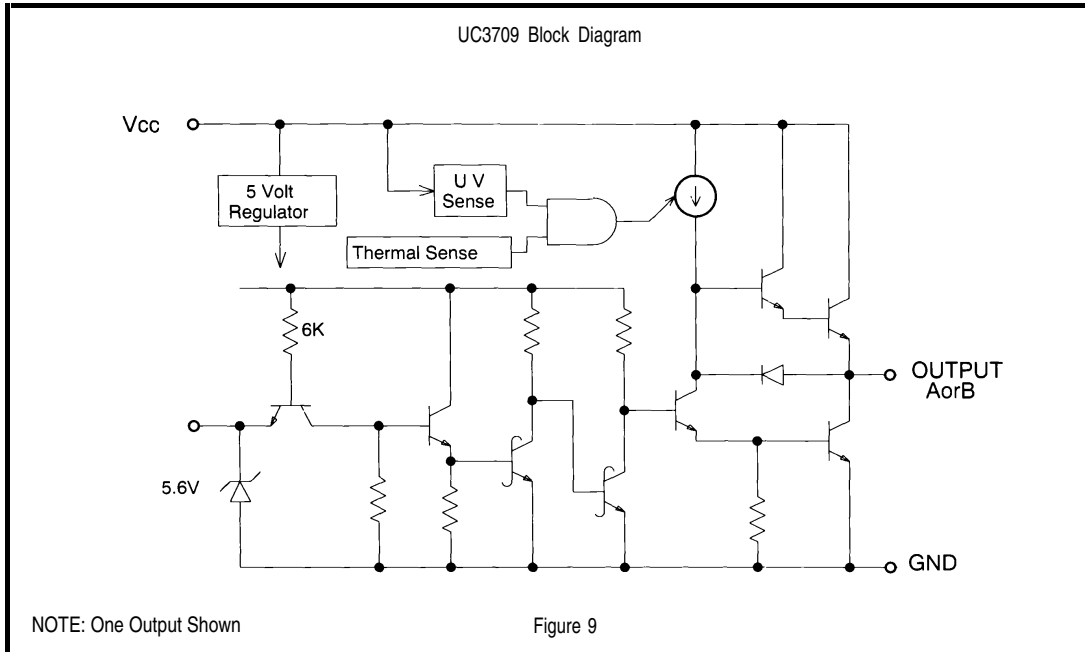 UC3709 Block Diagram
Vcc
5 Volt
Regulator
U V
Sense
Thermal Sense
6K
OUTPUT
AorB
5.6V
GND
NOTE: One Output Shown
Figure 9